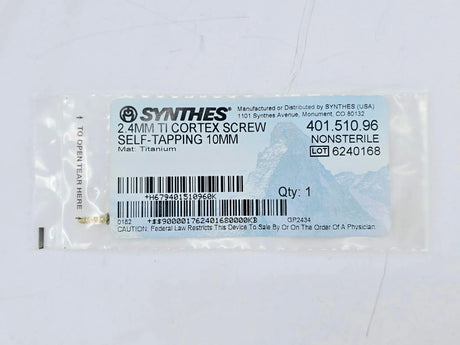 SYNTHES®
Manufactured or Distributed by SYNTHES (USA)
1101 Synthes Avenue, Monument, CO 80132
2.4MM TI CORTEX SCREW
SELF-TAPPING 10MM
Mat: Titanium
401.510.96
NONSTERILE
LOT 6240168
+H679401510960K
Qty: 1
0182
+$$900001762401680000KB
GP2434
CAUTION: Federal Law Restricts This Device To Sale By Or On The Order Of A Physician.
TO OPEN TEAR HERE